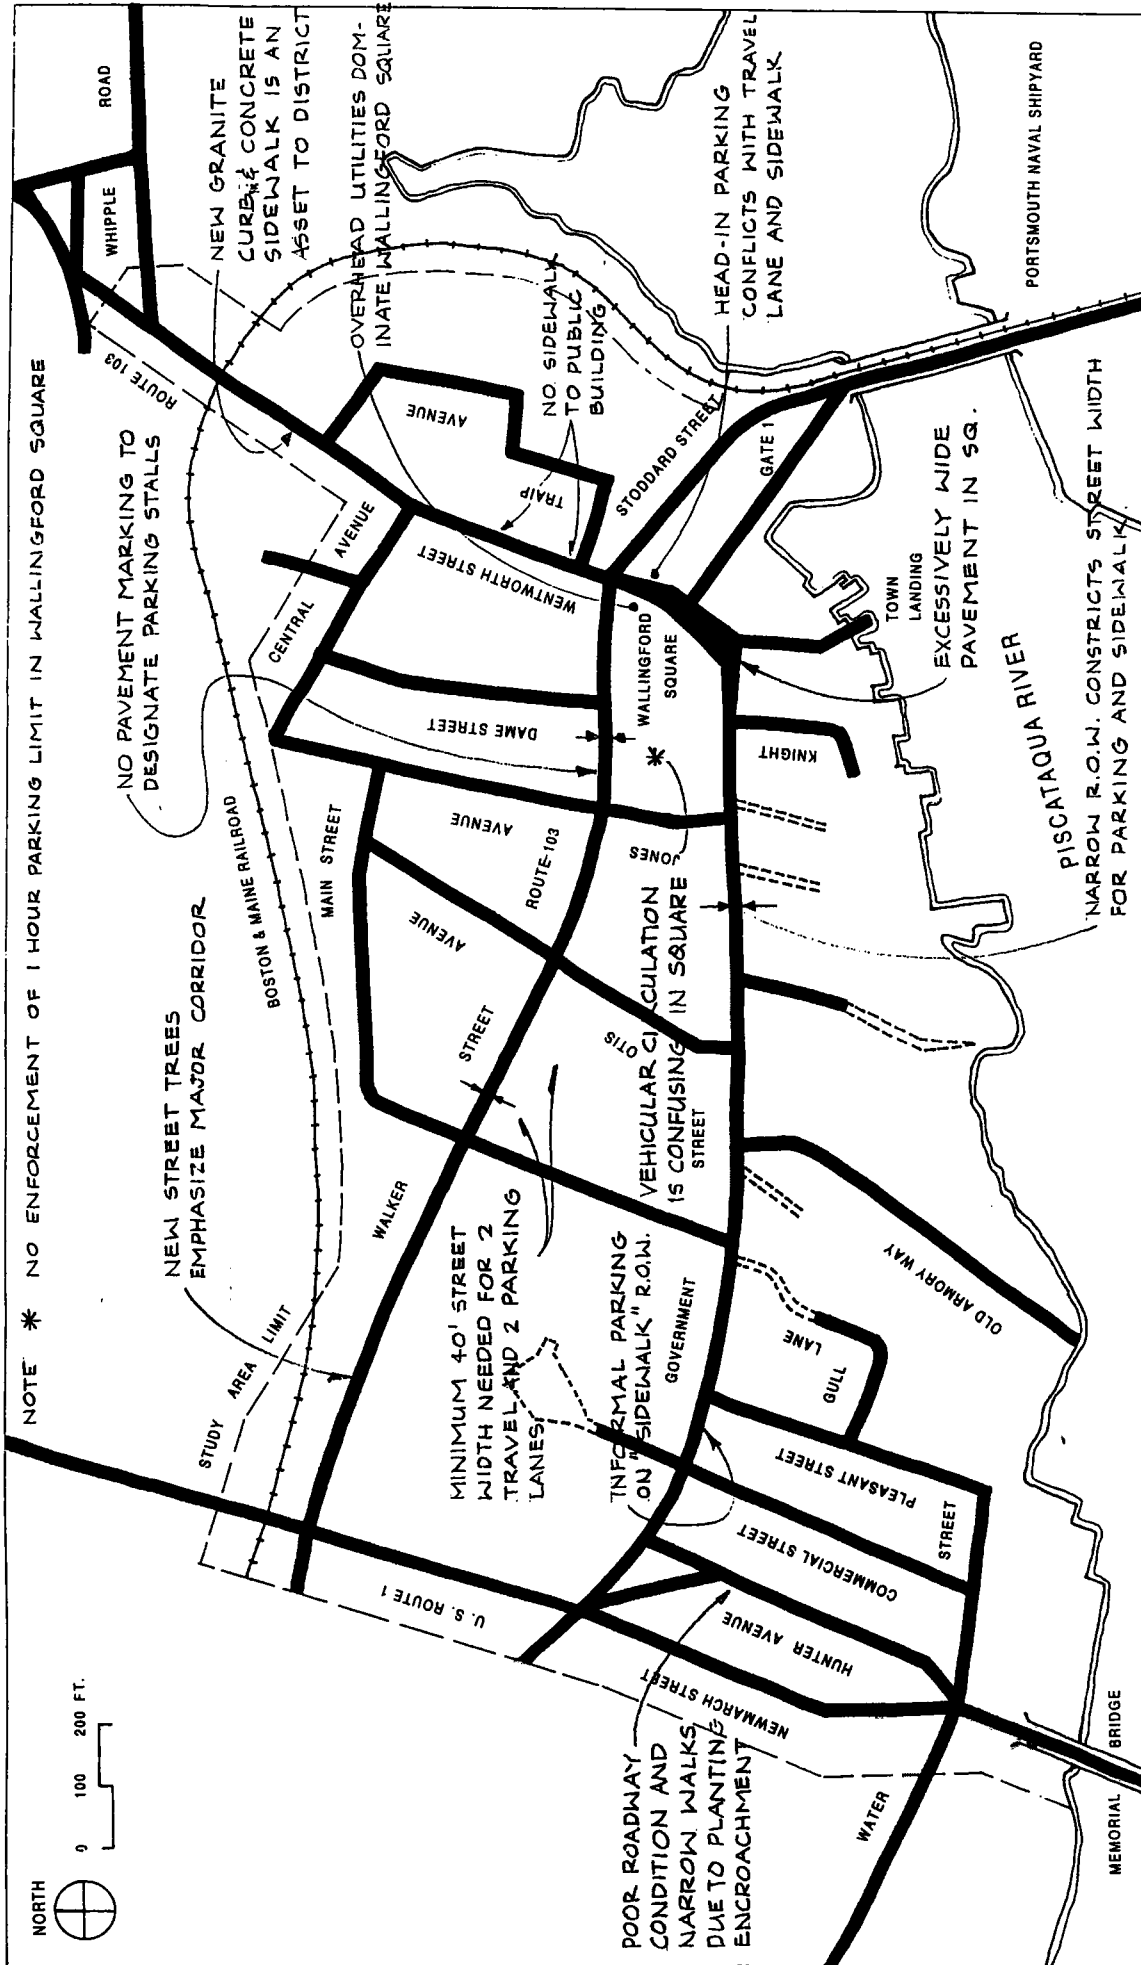 NOTE * NO ENFORCEMENT OF 1 HOUR PARKING LIMIT IN WALLINGFORD SQUARE
NORTH
0 100 200 FT.
NEW STREET TREES
EMPHASIZE MAJOR CORRIDOR
NO PAVEMENT MARKING TO
DESIGNATE PARKING STALLS
NEW GRANITE
CURB & CONCRETE
SIDEWALK IS AN
ASSET TO DISTRICT
OVERHEAD UTILITIES DOM-
INATE WALLINGFORD SQUARE
ROAD
WHIPPLE
ROUTE 103
STUDY AREA LIMIT
BOSTON & MAINE RAILROAD
MAIN STREET
CENTRAL
AVENUE
AVENUE
TRAIP
NO SIDEWALK
TO PUBLIC
BUILDING
WENTWORTH STREET
DAME STREET
AVENUE
JONES
ROUTE-103
AVENUE
OTIS
WALKER
STREET
STODDARD STREET
GATE 1
HEAD-IN PARKING
CONFLICTS WITH TRAVEL
LANE AND SIDEWALK
WALLINGFORD
SQUARE
*
VEHICULAR CIRCULATION
IS CONFUSING IN SQUARE
MINIMUM 40' STREET
WIDTH NEEDED FOR 2
TRAVEL AND 2 PARKING
LANES
INFORMAL PARKING
ON "SIDEWALK" R.O.W.
GOVERNMENT
STREET
U. S. ROUTE 1
NEWMARCH STREET
HUNTER AVENUE
COMMERCIAL STREET
PLEASANT STREET
GULL
LANE
OLD ARMORY WAY
KNIGHT
TOWN
LANDING
EXCESSIVELY WIDE
PAVEMENT IN SQ.
POOR ROADWAY
CONDITION AND
NARROW WALKS
DUE TO PLANTING
ENCROACHMENT
WATER
STREET
PISCATAQUA RIVER
NARROW R.O.W. CONSTRICTS STREET WIDTH
FOR PARKING AND SIDEWALK
PORTSMOUTH NAVAL SHIPYARD
MEMORIAL BRIDGE